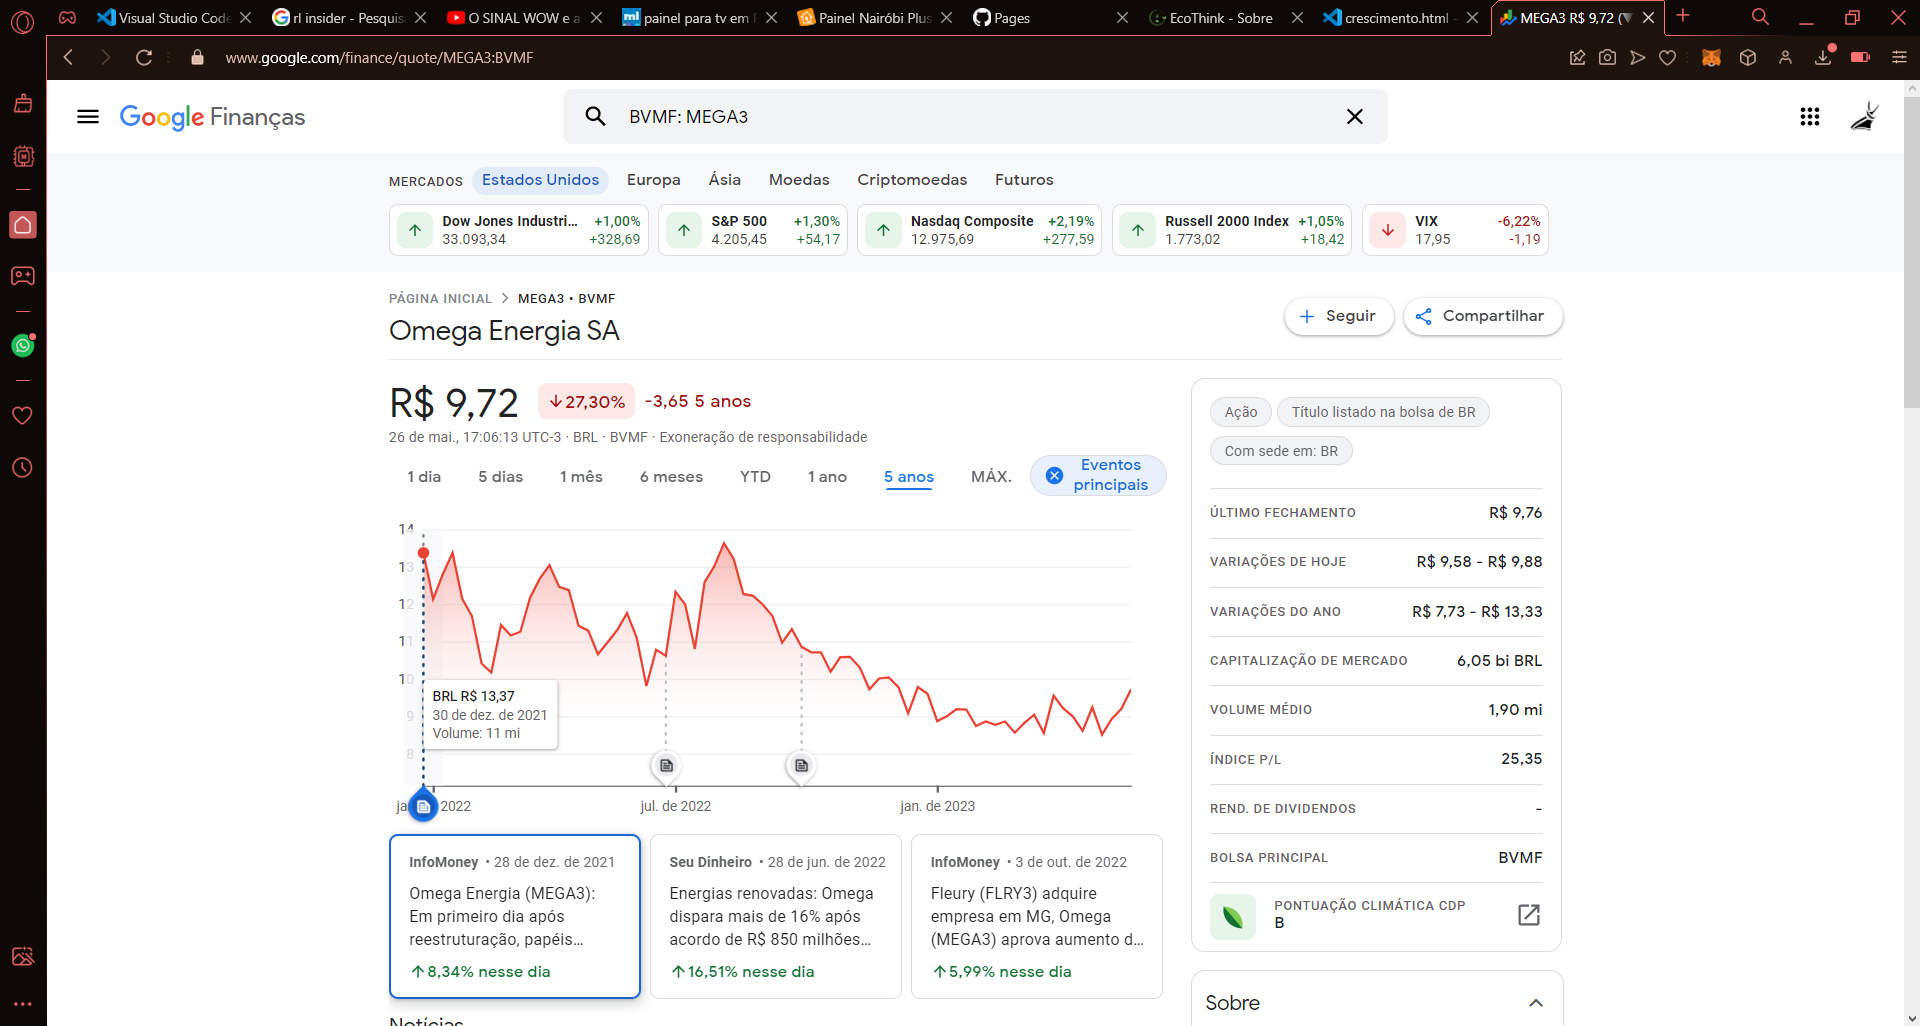 Visual Studio Code
rl insider - Pesquis
O SINAL WOW e a
painel para tv em
Painel Nairóbi Plus
Pages
EcoThink - Sobre
crescimento.html -
MEGA3 R$ 9,72 (▼
www.google.com/finance/quote/MEGA3:BVMF
Google Finanças
BVMF: MEGA3
MERCADOS
Estados Unidos
Europa
Ásia
Moedas
Criptomoedas
Futuros
Dow Jones Industri... +1,00%
33.093,34 +328,69
S&P 500 +1,30%
4.205,45 +54,17
Nasdaq Composite +2,19%
12.975,69 +277,59
Russell 2000 Index +1,05%
1.773,02 +18,42
VIX -6,22%
17,95 -1,19
PÁGINA INICIAL > MEGA3 • BVMF
Omega Energia SA
Seguir
Compartilhar
R$ 9,72 ↓27,30% -3,65 5 anos
26 de mai., 17:06:13 UTC-3 · BRL · BVMF · Exoneração de responsabilidade
1 dia
5 dias
1 mês
6 meses
YTD
1 ano
5 anos
MÁX.
Eventos
principais
14
13
12
11
10
9
8
BRL R$ 13,37
30 de dez. de 2021
Volume: 11 mi
ja 2022
jul. de 2022
jan. de 2023
InfoMoney • 28 de dez. de 2021
Omega Energia (MEGA3):
Em primeiro dia após
reestruturação, papéis...
↑8,34% nesse dia
Seu Dinheiro • 28 de jun. de 2022
Energias renovadas: Omega
dispara mais de 16% após
acordo de R$ 850 milhões...
↑16,51% nesse dia
InfoMoney • 3 de out. de 2022
Fleury (FLRY3) adquire
empresa em MG, Omega
(MEGA3) aprova aumento d...
↑5,99% nesse dia
Notícias
Ação
Título listado na bolsa de BR
Com sede em: BR
ÚLTIMO FECHAMENTO R$ 9,76
VARIAÇÕES DE HOJE R$ 9,58 - R$ 9,88
VARIAÇÕES DO ANO R$ 7,73 - R$ 13,33
CAPITALIZAÇÃO DE MERCADO 6,05 bi BRL
VOLUME MÉDIO 1,90 mi
ÍNDICE P/L 25,35
REND. DE DIVIDENDOS -
BOLSA PRINCIPAL BVMF
PONTUAÇÃO CLIMÁTICA CDP
B
Sobre